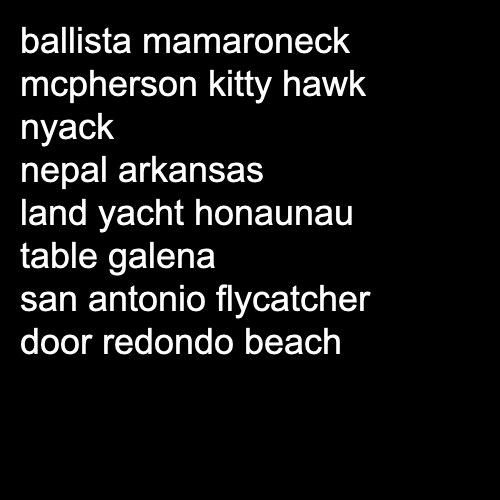 ballista mamaroneck
mcpherson kitty hawk
nyack
nepal arkansas
land yacht honaunau
table galena
san antonio flycatcher
door redondo beach